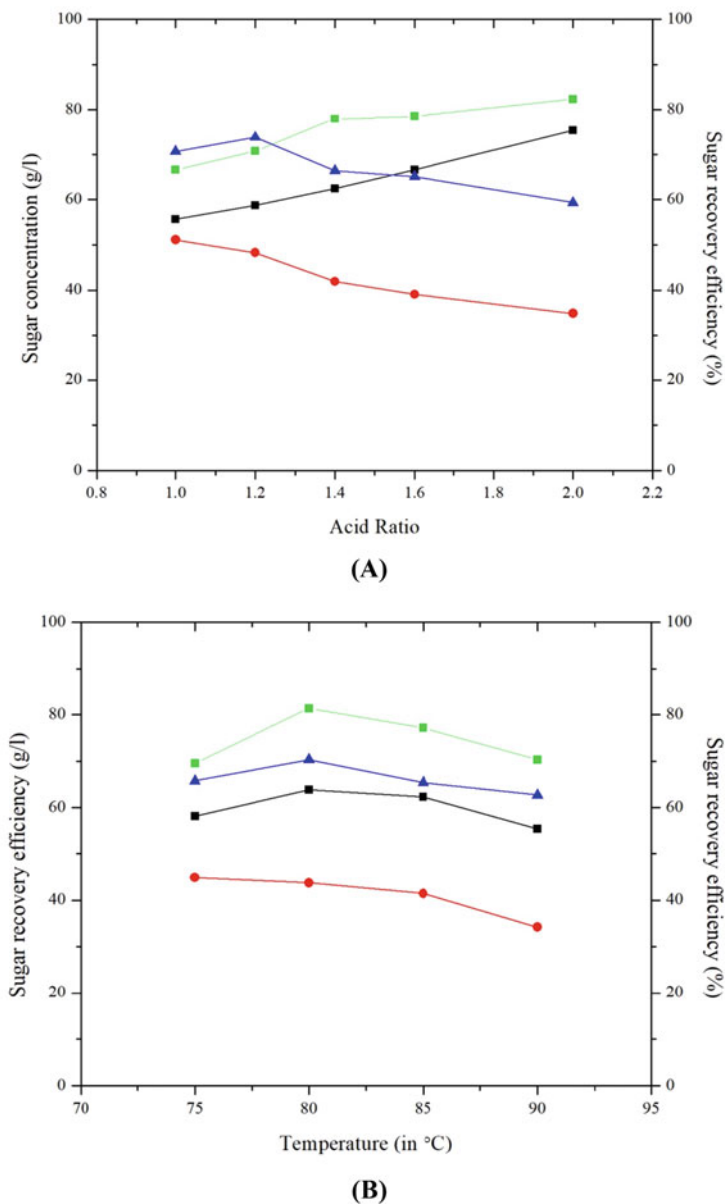 100
80
60
40
20
0
Sugar concentration (g/l)
100
80
60
40
20
0
Sugar recovery efficiency (%)
0.8 1.0 1.2 1.4 1.6 1.8 2.0 2.2
Acid Ratio
(A)
100
80
60
40
20
0
Sugar recovery efficiency (g/l)
100
80
60
40
20
0
Sugar recovery efficiency (%)
70 75 80 85 90 95
Temperature (in °C)
(B)